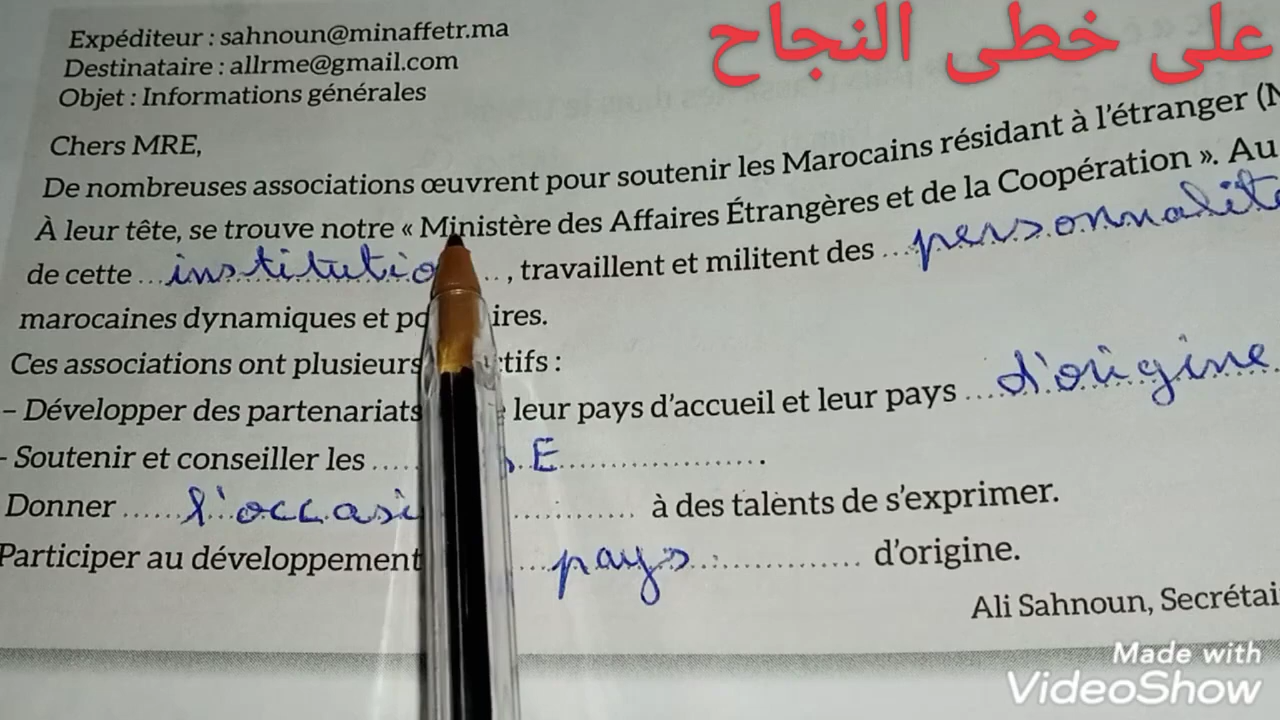 على خطى النجاح
Expéditeur : sahnoun@minaffetr.ma
Destinataire : allrme@gmail.com
Objet : Informations générales
Chers MRE,
De nombreuses associations œuvrent pour soutenir les Marocains résidant à l'étranger
À leur tête, se trouve notre « Ministère des Affaires Étrangères et de la Coopération ». Au
de cette ... institutio .., travaillent et militent des ... personnalité
marocaines dynamiques et po ires.
Ces associations ont plusieurs ctifs :
– Développer des partenariats leur pays d'accueil et leur pays .... d'origine
- Soutenir et conseiller les .... E .................
Donner ...... l'occasi ............ à des talents de s'exprimer.
Participer au développement ... pays ................ d'origine.
Ali Sahnoun, Secrétai
Made with
VideoShow